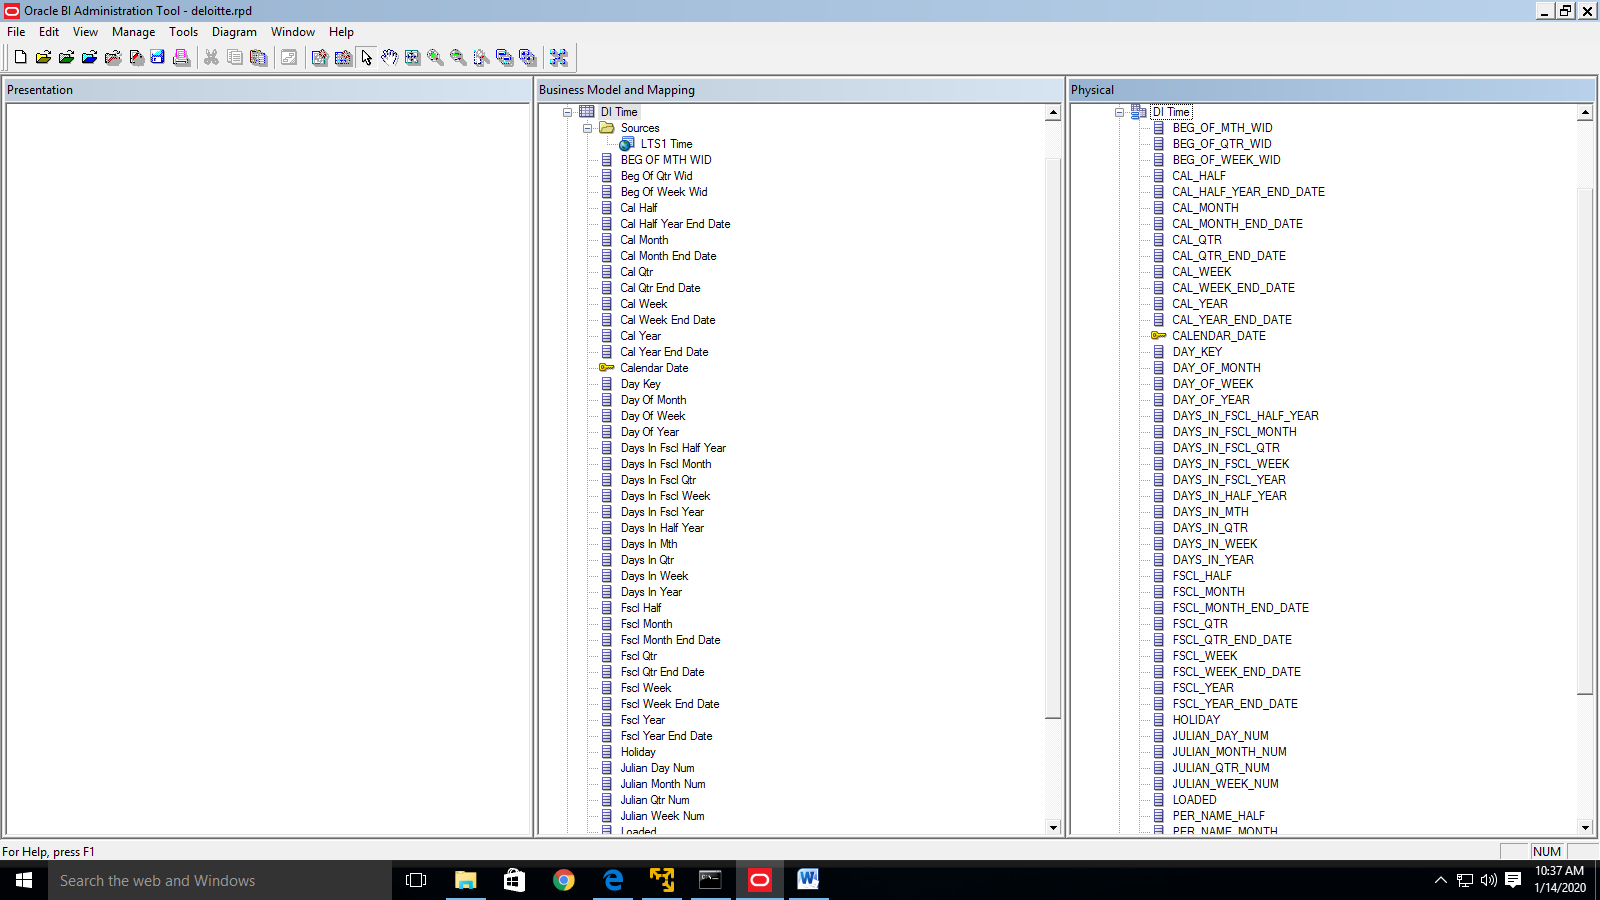 Oracle BI Administration Tool - deloitte.rpd
File Edit View Manage Tools Diagram Window Help
Presentation
Business Model and Mapping
DI Time
Sources
LTS1 Time
BEG OF MTH WID
Beg Of Qtr Wid
Beg Of Week Wid
Cal Half
Cal Half Year End Date
Cal Month
Cal Month End Date
Cal Qtr
Cal Qtr End Date
Cal Week
Cal Week End Date
Cal Year
Cal Year End Date
Calendar Date
Day Key
Day Of Month
Day Of Week
Day Of Year
Days In Fscl Half Year
Days In Fscl Month
Days In Fscl Qtr
Days In Fscl Week
Days In Fscl Year
Days In Half Year
Days In Mth
Days In Qtr
Days In Week
Days In Year
Fscl Half
Fscl Month
Fscl Month End Date
Fscl Qtr
Fscl Qtr End Date
Fscl Week
Fscl Week End Date
Fscl Year
Fscl Year End Date
Holiday
Julian Day Num
Julian Month Num
Julian Qtr Num
Julian Week Num
Loaded
Physical
DI Time
BEG_OF_MTH_WID
BEG_OF_QTR_WID
BEG_OF_WEEK_WID
CAL_HALF
CAL_HALF_YEAR_END_DATE
CAL_MONTH
CAL_MONTH_END_DATE
CAL_QTR
CAL_QTR_END_DATE
CAL_WEEK
CAL_WEEK_END_DATE
CAL_YEAR
CAL_YEAR_END_DATE
CALENDAR_DATE
DAY_KEY
DAY_OF_MONTH
DAY_OF_WEEK
DAY_OF_YEAR
DAYS_IN_FSCL_HALF_YEAR
DAYS_IN_FSCL_MONTH
DAYS_IN_FSCL_QTR
DAYS_IN_FSCL_WEEK
DAYS_IN_FSCL_YEAR
DAYS_IN_HALF_YEAR
DAYS_IN_MTH
DAYS_IN_QTR
DAYS_IN_WEEK
DAYS_IN_YEAR
FSCL_HALF
FSCL_MONTH
FSCL_MONTH_END_DATE
FSCL_QTR
FSCL_QTR_END_DATE
FSCL_WEEK
FSCL_WEEK_END_DATE
FSCL_YEAR
FSCL_YEAR_END_DATE
HOLIDAY
JULIAN_DAY_NUM
JULIAN_MONTH_NUM
JULIAN_QTR_NUM
JULIAN_WEEK_NUM
LOADED
PER_NAME_HALF
PER_NAME_MONTH
For Help, press F1
NUM
Search the web and Windows
10:37 AM
1/14/2020